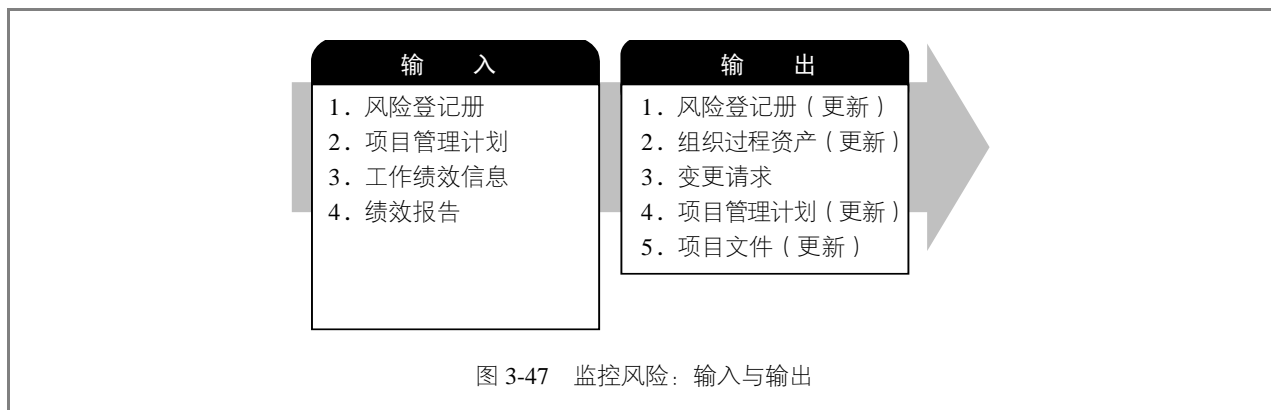 输 入
1. 风险登记册
2. 项目管理计划
3. 工作绩效信息
4. 绩效报告
输 出
1. 风险登记册（更新）
2. 组织过程资产（更新）
3. 变更请求
4. 项目管理计划（更新）
5. 项目文件（更新）
图 3-47 监控风险：输入与输出